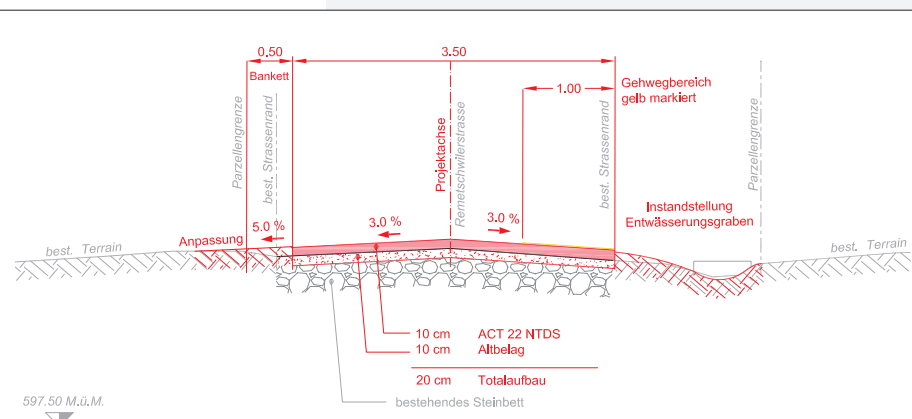 0,50
3.50
Bankett
1.00
Gehwegbereich
gelb markiert
Parzellengrenze
best. Strassenrand
Projektachse
Remetschwilerstrasse
best. Strassenrand
Parzellengrenze
Instandstellung
Entwässerungsgraben
best. Terrain
Anpassung
5.0 %
3.0 %
3.0 %
best. Terrain
10 cm ACT 22 NTDS
10 cm Altbelag
20 cm Totalaufbau
bestehendes Steinbett
597.50 M.ü.M.